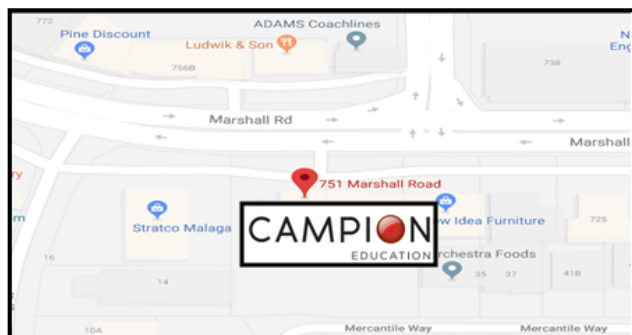 772
ADAMS Coachlines
Pine Discount
Ludwik & Son
756B
738
Marshall Rd
Marshall
751 Marshall Road
Stratco Malaga
CAMPION
EDUCATION
Idea Furniture
725
Foods
16
14
35
37
41B
10A
Mercantile Way
Mercantile Way